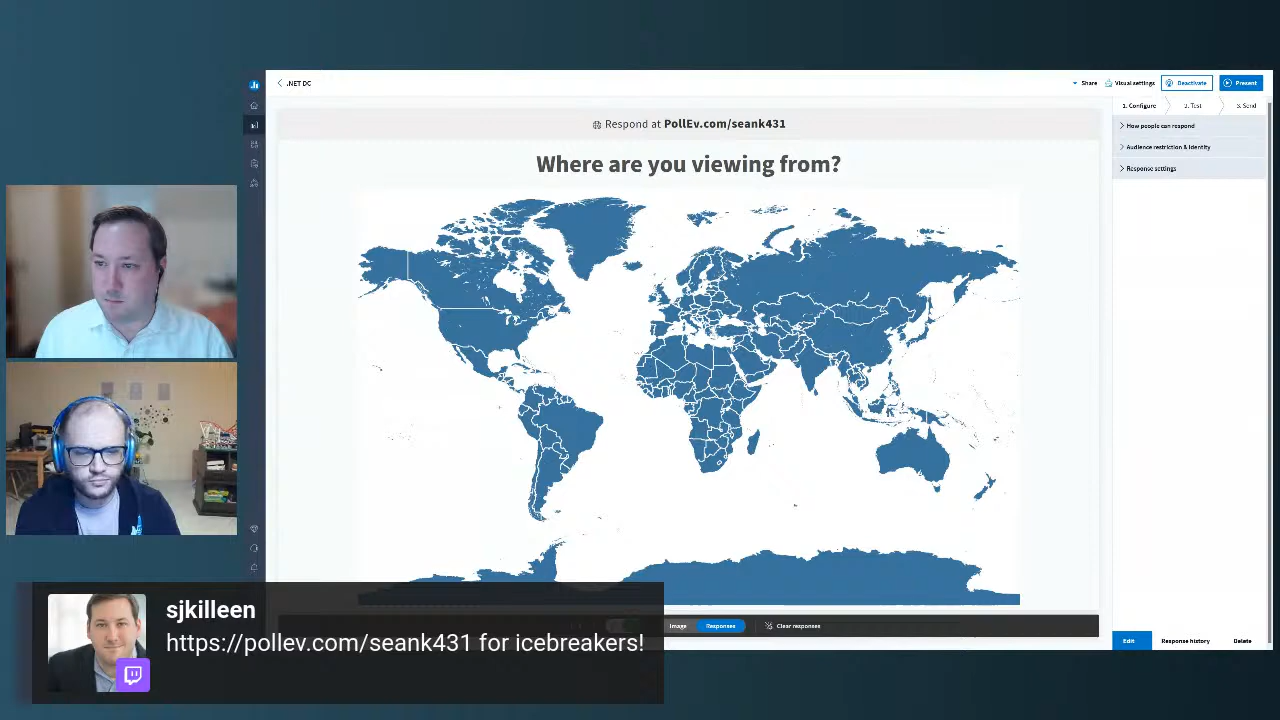 .NET DC
Share
Visual settings
Deactivate
Present
Respond at PollEv.com/seank431
1. Configure
2. Test
3. Send
How people can respond
Audience restriction & Identity
Response settings
Where are you viewing from?
Image
Responses
Clear responses
Edit
Response history
Delete
sjkilleen
https://pollev.com/seank431 for icebreakers!